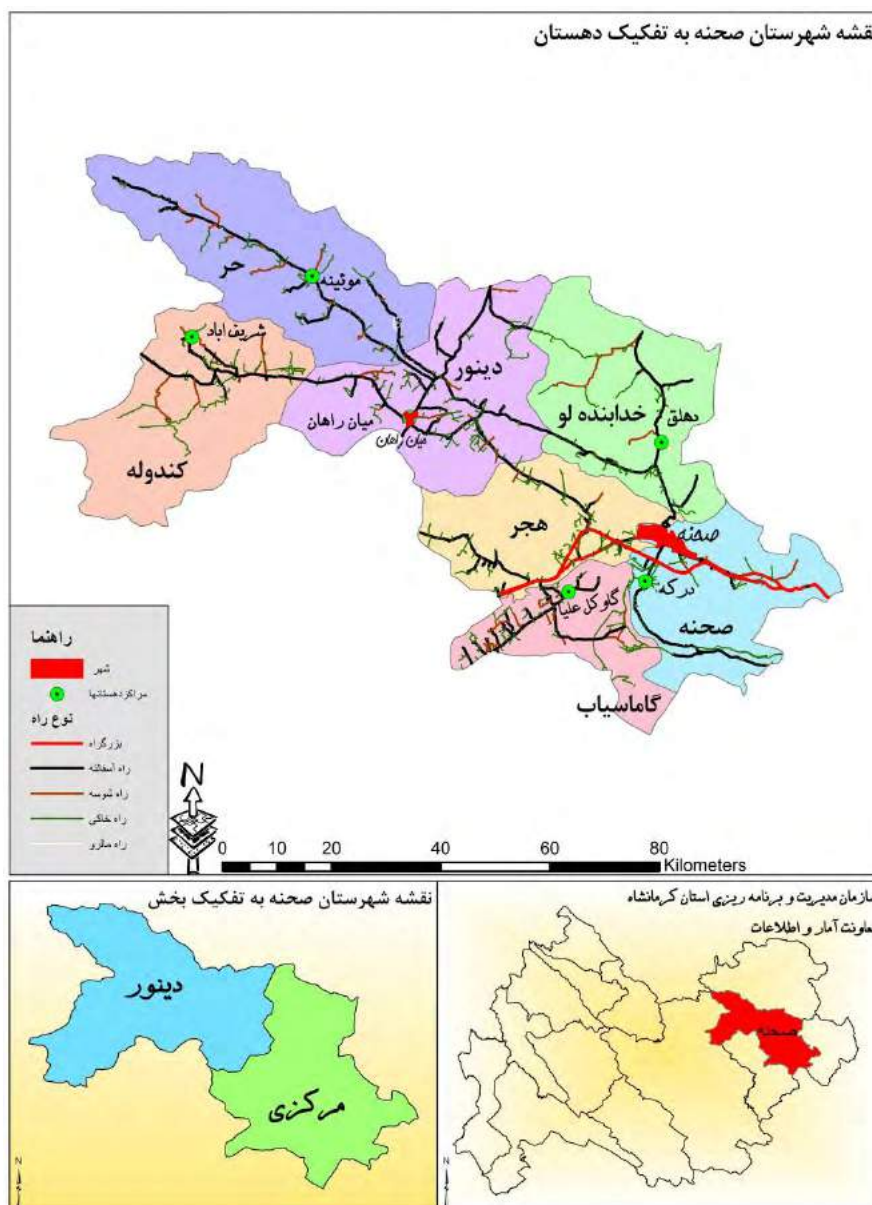 نقشه شهرستان صحنه به تفکیک دهستان
حر
موئینه
شریف اباد
دینور
دهلق
خدابنده لو
میان راهان
میان راهان
کندوله
هجر
صحنه
درکه
گاوکل علیا
صحنه
گاماسیاب
راهنما
شهر
مراکزدهستانها
نوع راه
بزرگراه
راه آسفالته
راه شوسه
راه خاکی
راه مالرو
N
0 10 20 40 60 80
Kilometers
نقشه شهرستان صحنه به تفکیک بخش
دینور
مرکزی
N
سازمان مدیریت و برنامه ریزی استان کرمانشاه
معاونت آمار و اطلاعات
صحنه
N